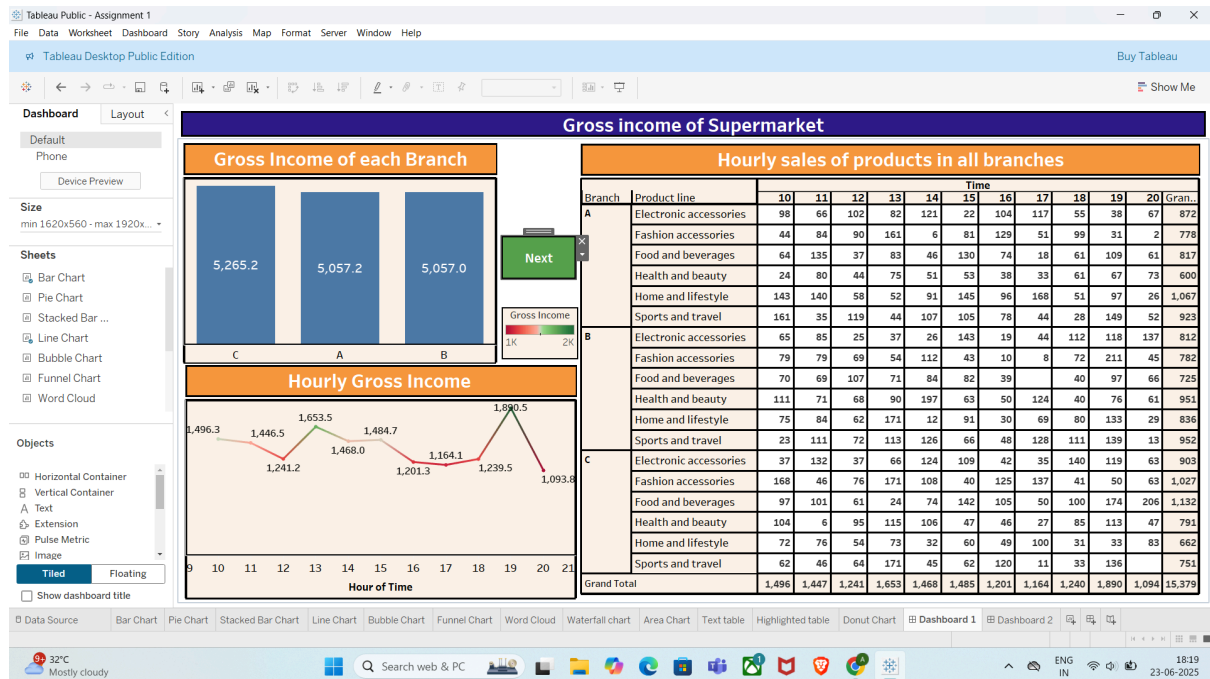 Tableau Public - Assignment 1
File Data Worksheet Dashboard Story Analysis Map Format Server Window Help
Tableau Desktop Public Edition
Buy Tableau
Show Me
Dashboard Layout
Default
Phone
Device Preview
Size
min 1620x560 - max 1920x...
Sheets
Bar Chart
Pie Chart
Stacked Bar ...
Line Chart
Bubble Chart
Funnel Chart
Word Cloud
Objects
Horizontal Container
Vertical Container
Text
Extension
Pulse Metric
Image
Tiled Floating
Show dashboard title
Gross income of Supermarket
Gross Income of each Branch
5,265.2 5,057.2 5,057.0
C A B
Next
Gross Income
1K 2K
Hourly Gross Income
1,496.3 1,446.5 1,241.2 1,653.5 1,468.0 1,484.7 1,201.3 1,164.1 1,239.5 1,890.5 1,093.8
9 10 11 12 13 14 15 16 17 18 19 20 21
Hour of Time
Hourly sales of products in all branches
Time
Branch Product line 10 11 12 13 14 15 16 17 18 19 20 Gran..
A Electronic accessories 98 66 102 82 121 22 104 117 55 38 67 872
Fashion accessories 44 84 90 161 6 81 129 51 99 31 2 778
Food and beverages 64 135 37 83 46 130 74 18 61 109 61 817
Health and beauty 24 80 44 75 51 53 38 33 61 67 73 600
Home and lifestyle 143 140 58 52 91 145 96 168 51 97 26 1,067
Sports and travel 161 35 119 44 107 105 78 44 28 149 52 923
B Electronic accessories 65 85 25 37 26 143 19 44 112 118 137 812
Fashion accessories 79 79 69 54 112 43 10 8 72 211 45 782
Food and beverages 70 69 107 71 84 82 39 40 97 66 725
Health and beauty 111 71 68 90 197 63 50 124 40 76 61 951
Home and lifestyle 75 84 62 171 12 91 30 69 80 133 29 836
Sports and travel 23 111 72 113 126 66 48 128 111 139 13 952
C Electronic accessories 37 132 37 66 124 109 42 35 140 119 63 903
Fashion accessories 168 46 76 171 108 40 125 137 41 50 63 1,027
Food and beverages 97 101 61 24 74 142 105 50 100 174 206 1,132
Health and beauty 104 6 95 115 106 47 46 27 85 113 47 791
Home and lifestyle 72 76 54 73 32 60 49 100 31 33 83 662
Sports and travel 62 46 64 171 45 62 120 11 33 136 751
Grand Total 1,496 1,447 1,241 1,653 1,468 1,485 1,201 1,164 1,240 1,890 1,094 15,379
Data Source Bar Chart Pie Chart Stacked Bar Chart Line Chart Bubble Chart Funnel Chart Word Cloud Waterfall chart Area Chart Text table Highlighted table Donut Chart Dashboard 1 Dashboard 2
9+ 32°C
Mostly cloudy
Search web & PC
ENG
IN
18:19
23-06-2025